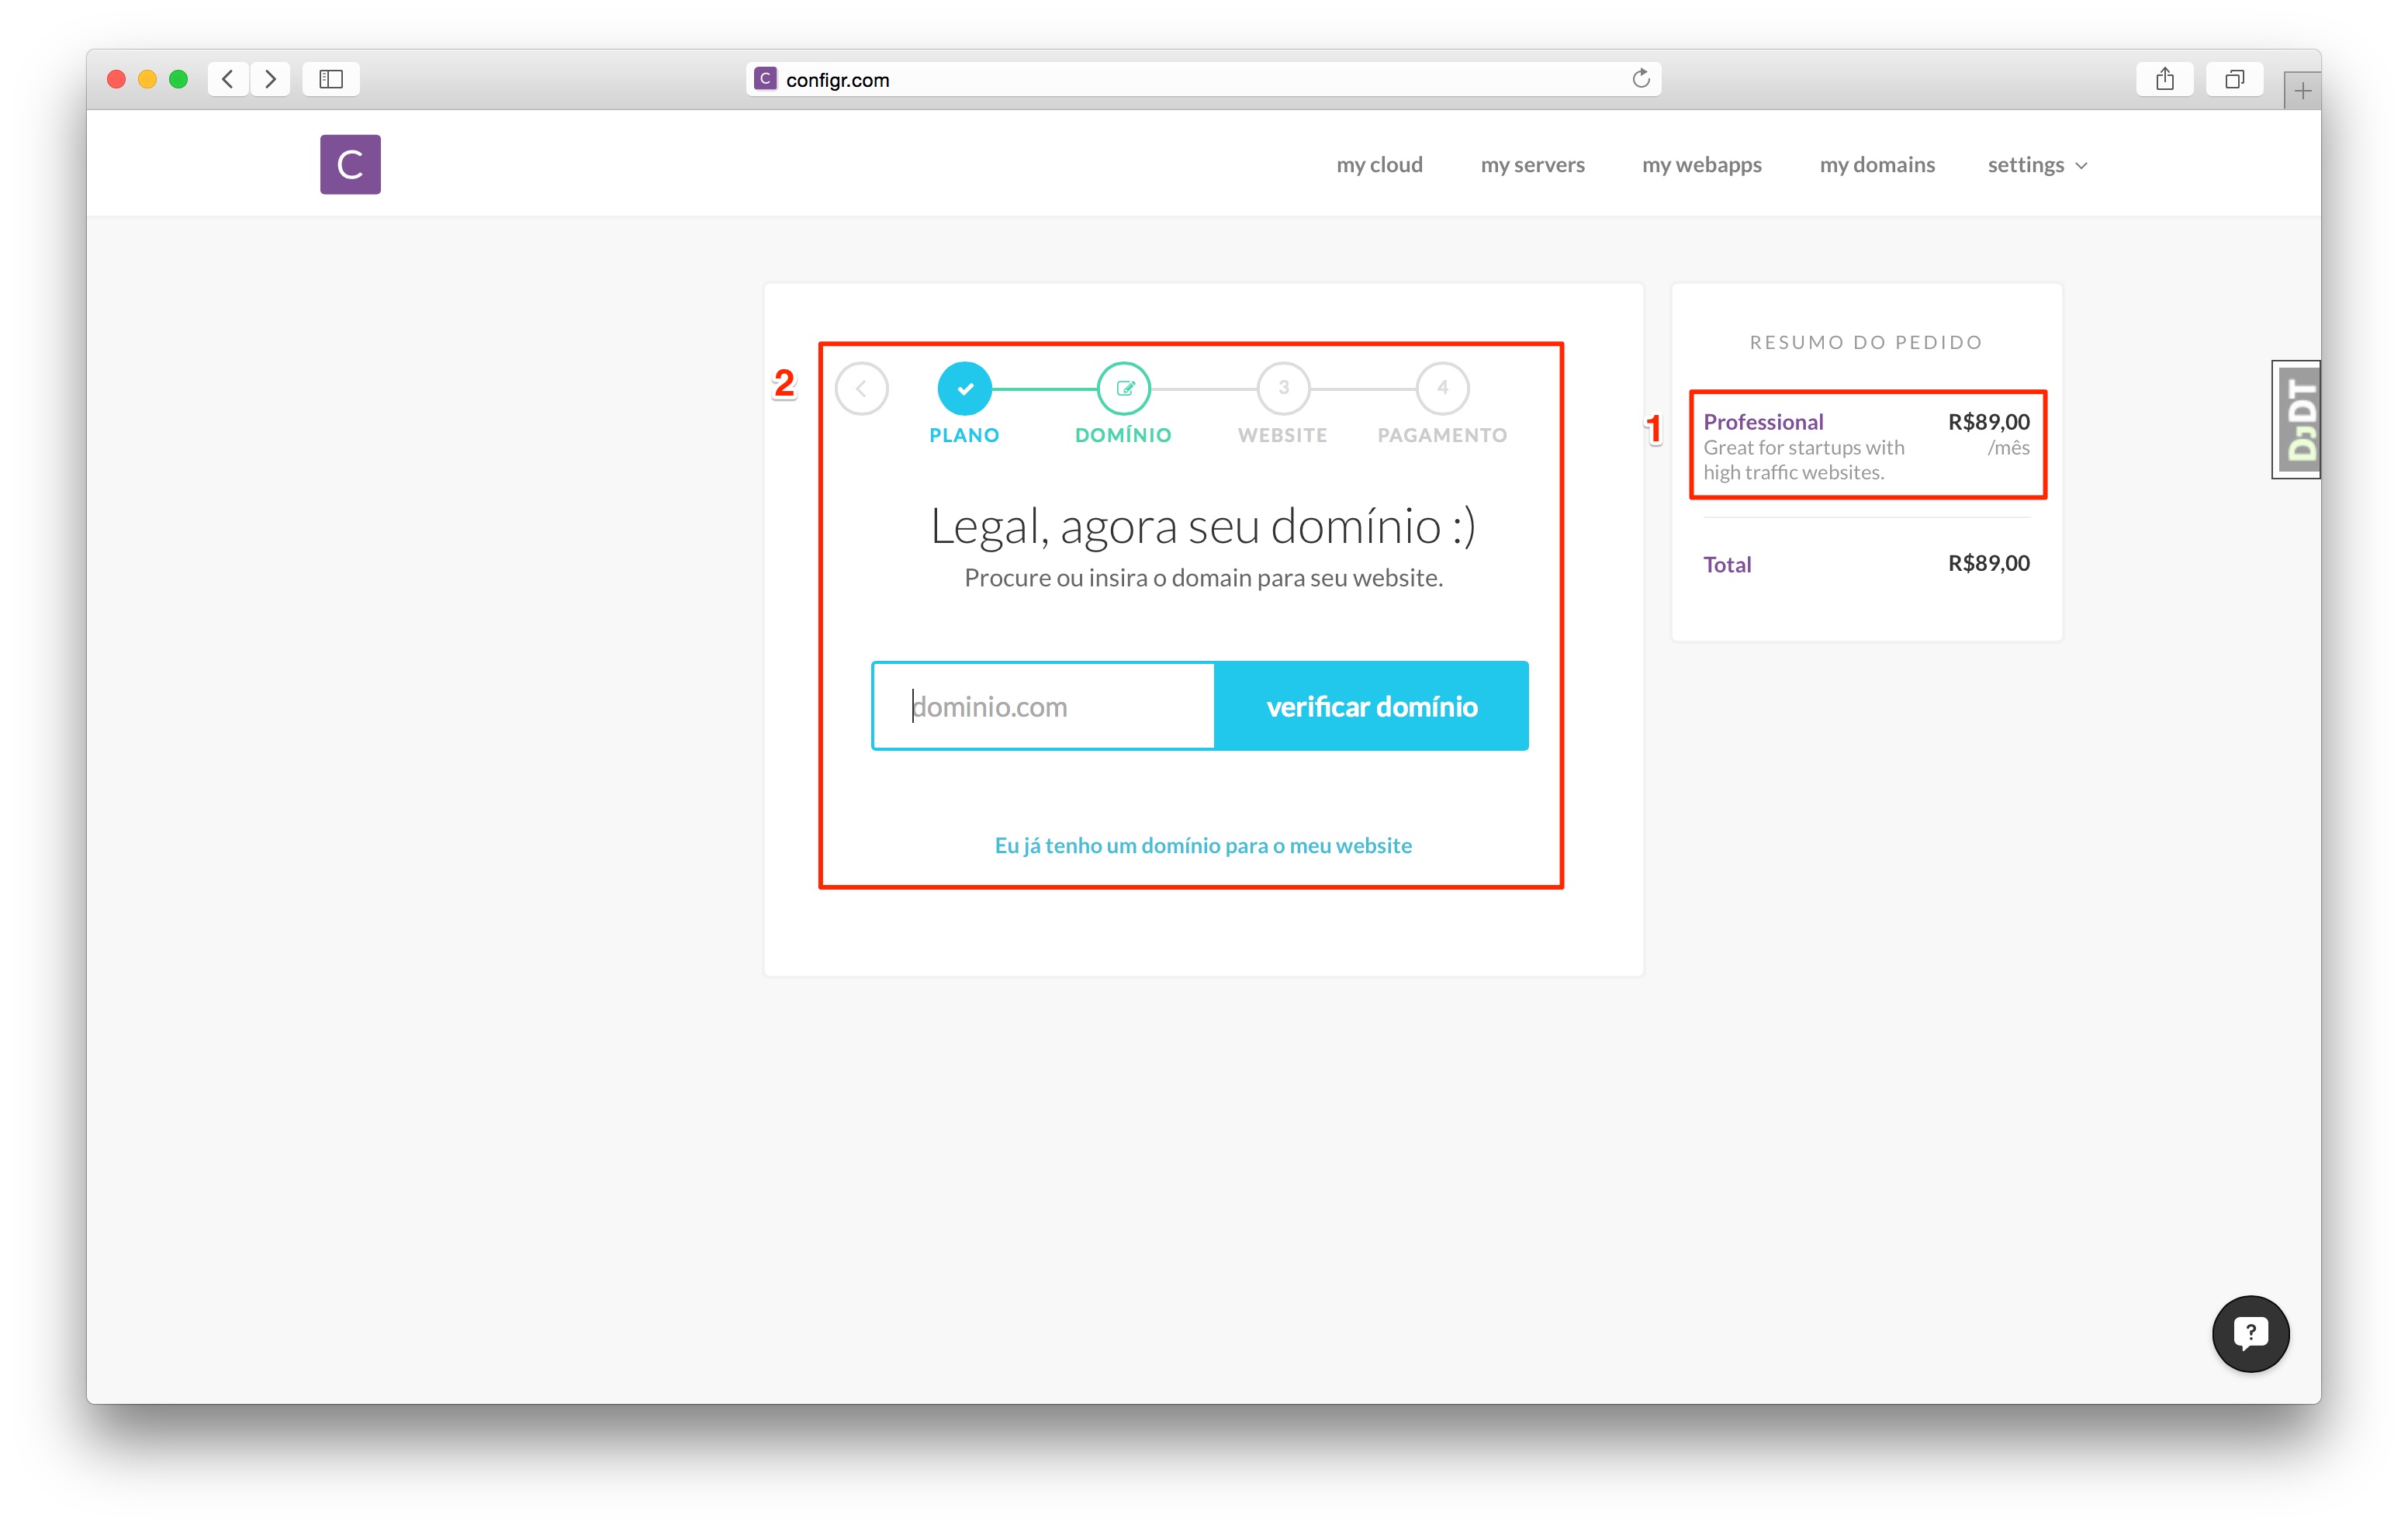 C configr.com
C
my cloud my servers my webapps my domains settings
2
3 4
PLANO DOMÍNIO WEBSITE PAGAMENTO
Legal, agora seu domínio :)
Procure ou insira o domain para seu website.
dominio.com verificar domínio
Eu já tenho um domínio para o meu website
RESUMO DO PEDIDO
1
Professional R$89,00
Great for startups with /mês
high traffic websites.
Total R$89,00
DJDT
?